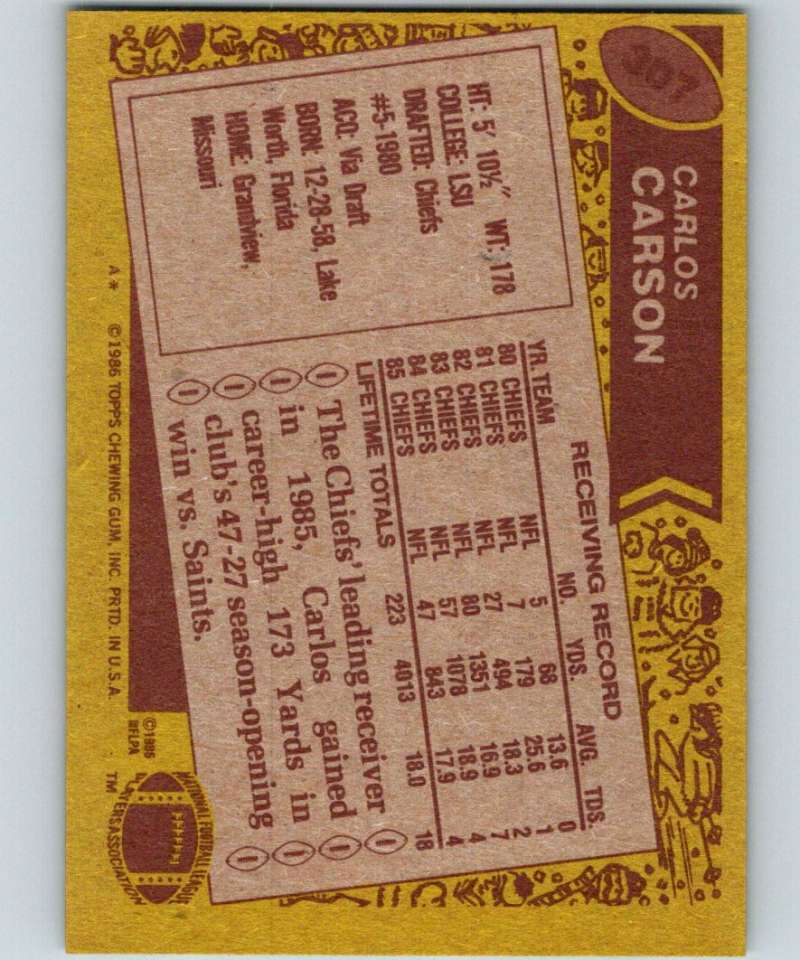 307
CARLOS
CARSON
HT: 5' 10½" WT: 178
COLLEGE: LSU
DRAFTED: Chiefs
#5-1980
ACQ: Via Draft
BORN: 12-28-58, Lake
Worth, Florida
HOME: Grandview,
Missouri
RECEIVING RECORD
YR. TEAM NO. YDS. AVG. TDS.
80 CHIEFS NFL 5 68 13.6 0
81 CHIEFS NFL 7 179 25.6 1
82 CHIEFS NFL 27 494 18.3 2
83 CHIEFS NFL 80 1351 16.9 7
84 CHIEFS NFL 57 1078 18.9 4
85 CHIEFS NFL 47 843 17.9 4
LIFETIME TOTALS 223 4013 18.0 18
The Chiefs' leading receiver
in 1985, Carlos gained
career-high 173 Yards in
club's 47-27 season-opening
win vs. Saints.
©1985
NFLPA
NATIONAL FOOTBALL LEAGUE
PLAYERS ASSOCIATION
TM
A* ©1986 TOPPS CHEWING GUM, INC. PRTD. IN U.S.A.